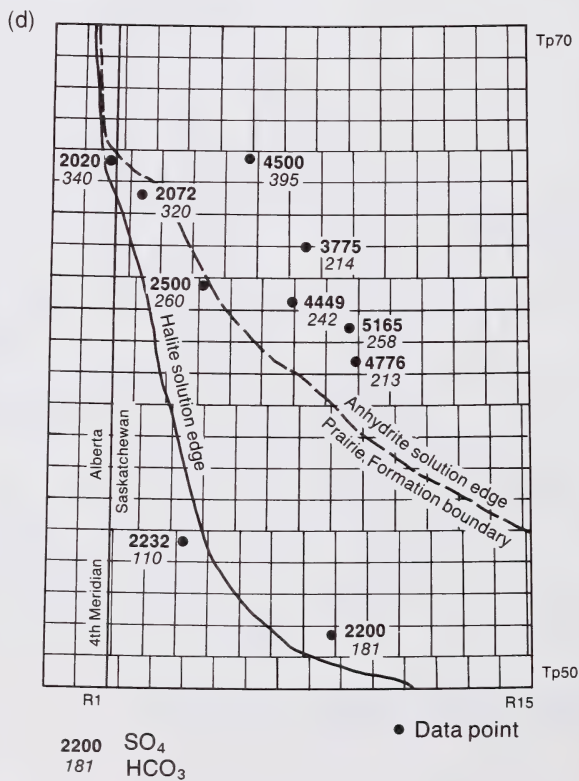 (d)
Tp70
2020
340
4500
395
2072
320
3775
214
2500
260
4449
242
5165
258
4776
213
Halite solution edge
Anhydrite solution edge
Prairie Formation boundary
Alberta
Saskatchewan
4th Meridian
2232
110
2200
181
Tp50
R1
R15
Data point
2200 SO4
181 HCO3